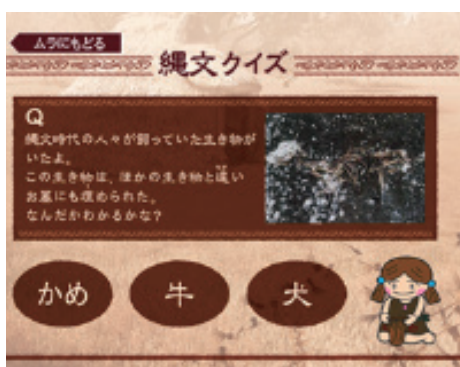 ムラにもどる
縄文クイズ
Q
縄文時代の人々が飼っていた生き物が
いたよ。
この生き物は、ほかの生き物と違い
お墓にも埋められた。
なんだかわかるかな?
かめ
牛
犬